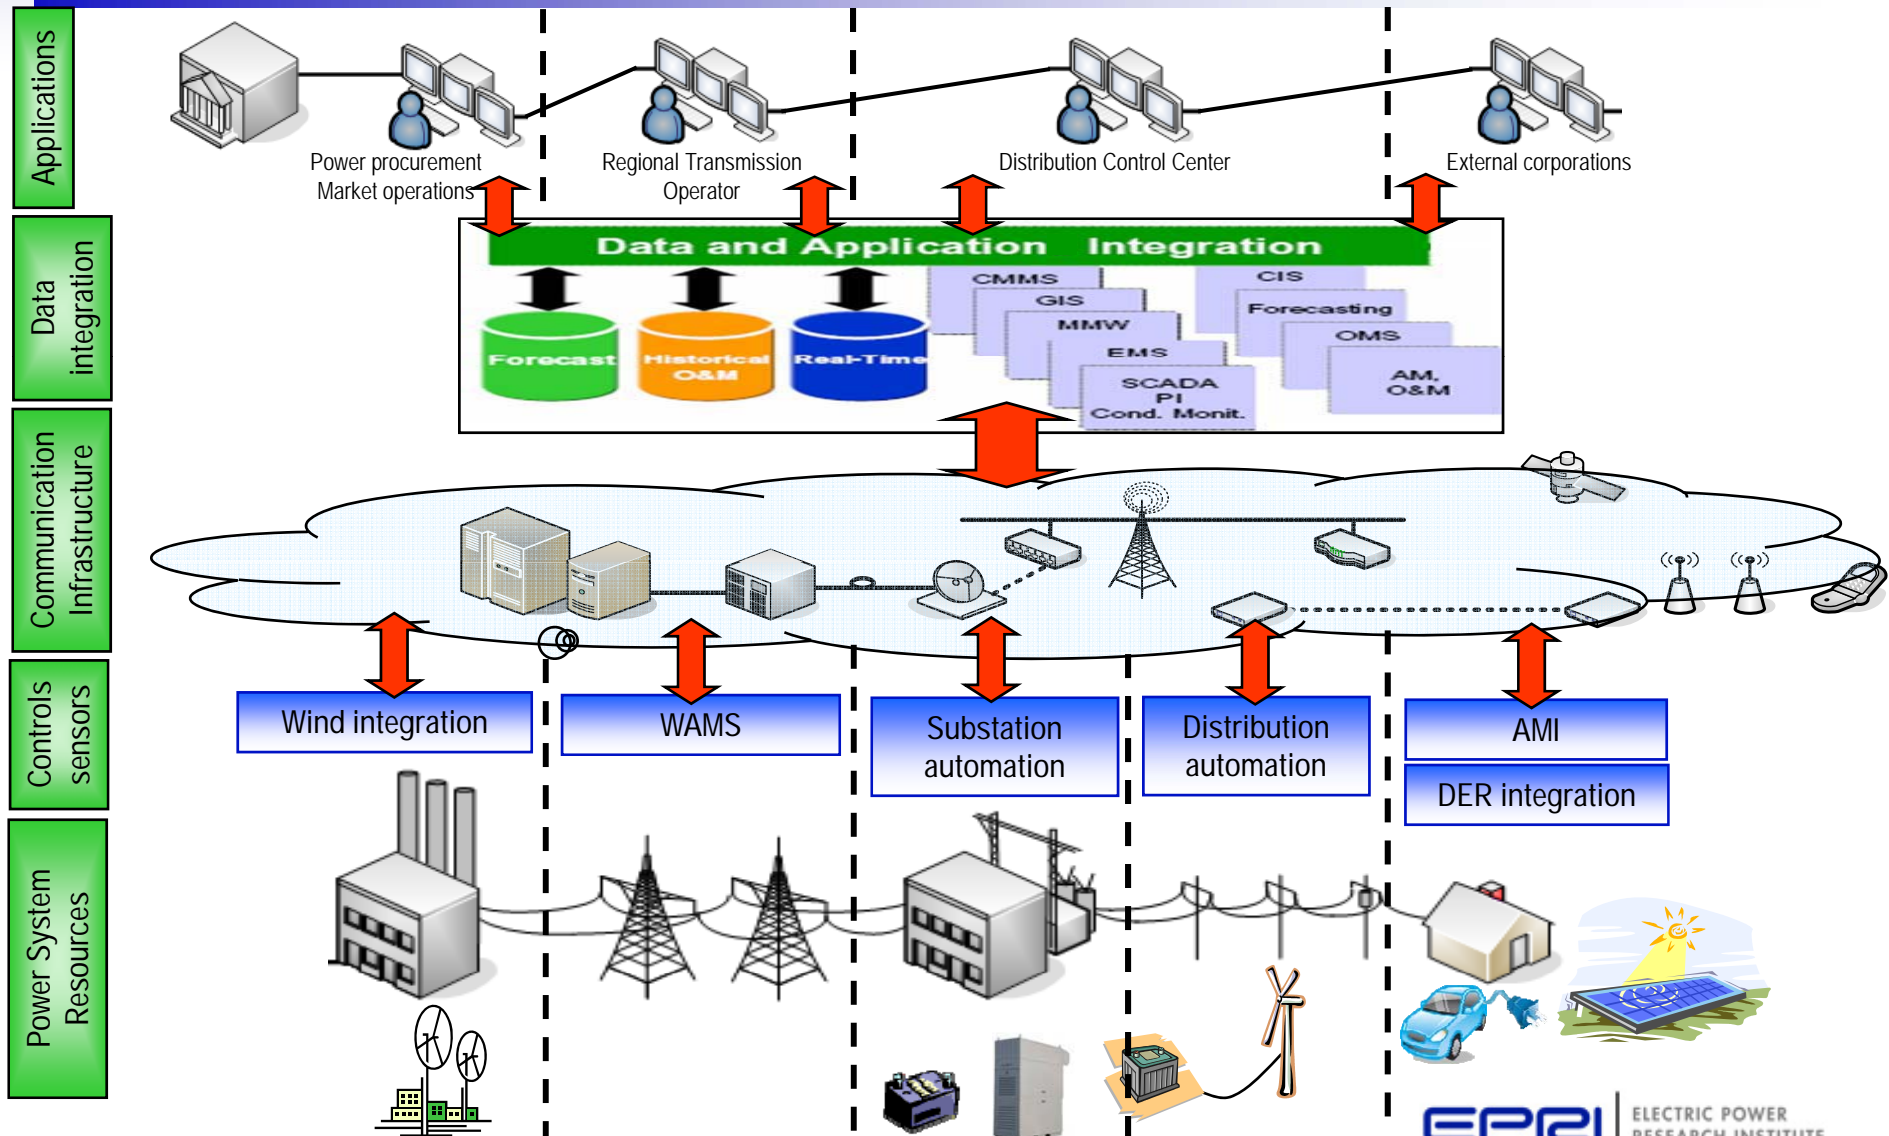 Applications
Power procurement
Market operations
Regional Transmission
Operator
Distribution Control Center
External corporations
Data
integration
Data and Application Integration
Forecast
Historical
O&M
Real-Time
CMMS
GIS
MMW
EMS
SCADA
PI
Cond. Monit.
CIS
Forecasting
OMS
AM,
O&M
Communication
Infrastructure
Controls
sensors
Wind integration
WAMS
Substation
automation
Distribution
automation
AMI
DER integration
Power System
Resources
EPRI
ELECTRIC POWER
RESEARCH INSTITUTE